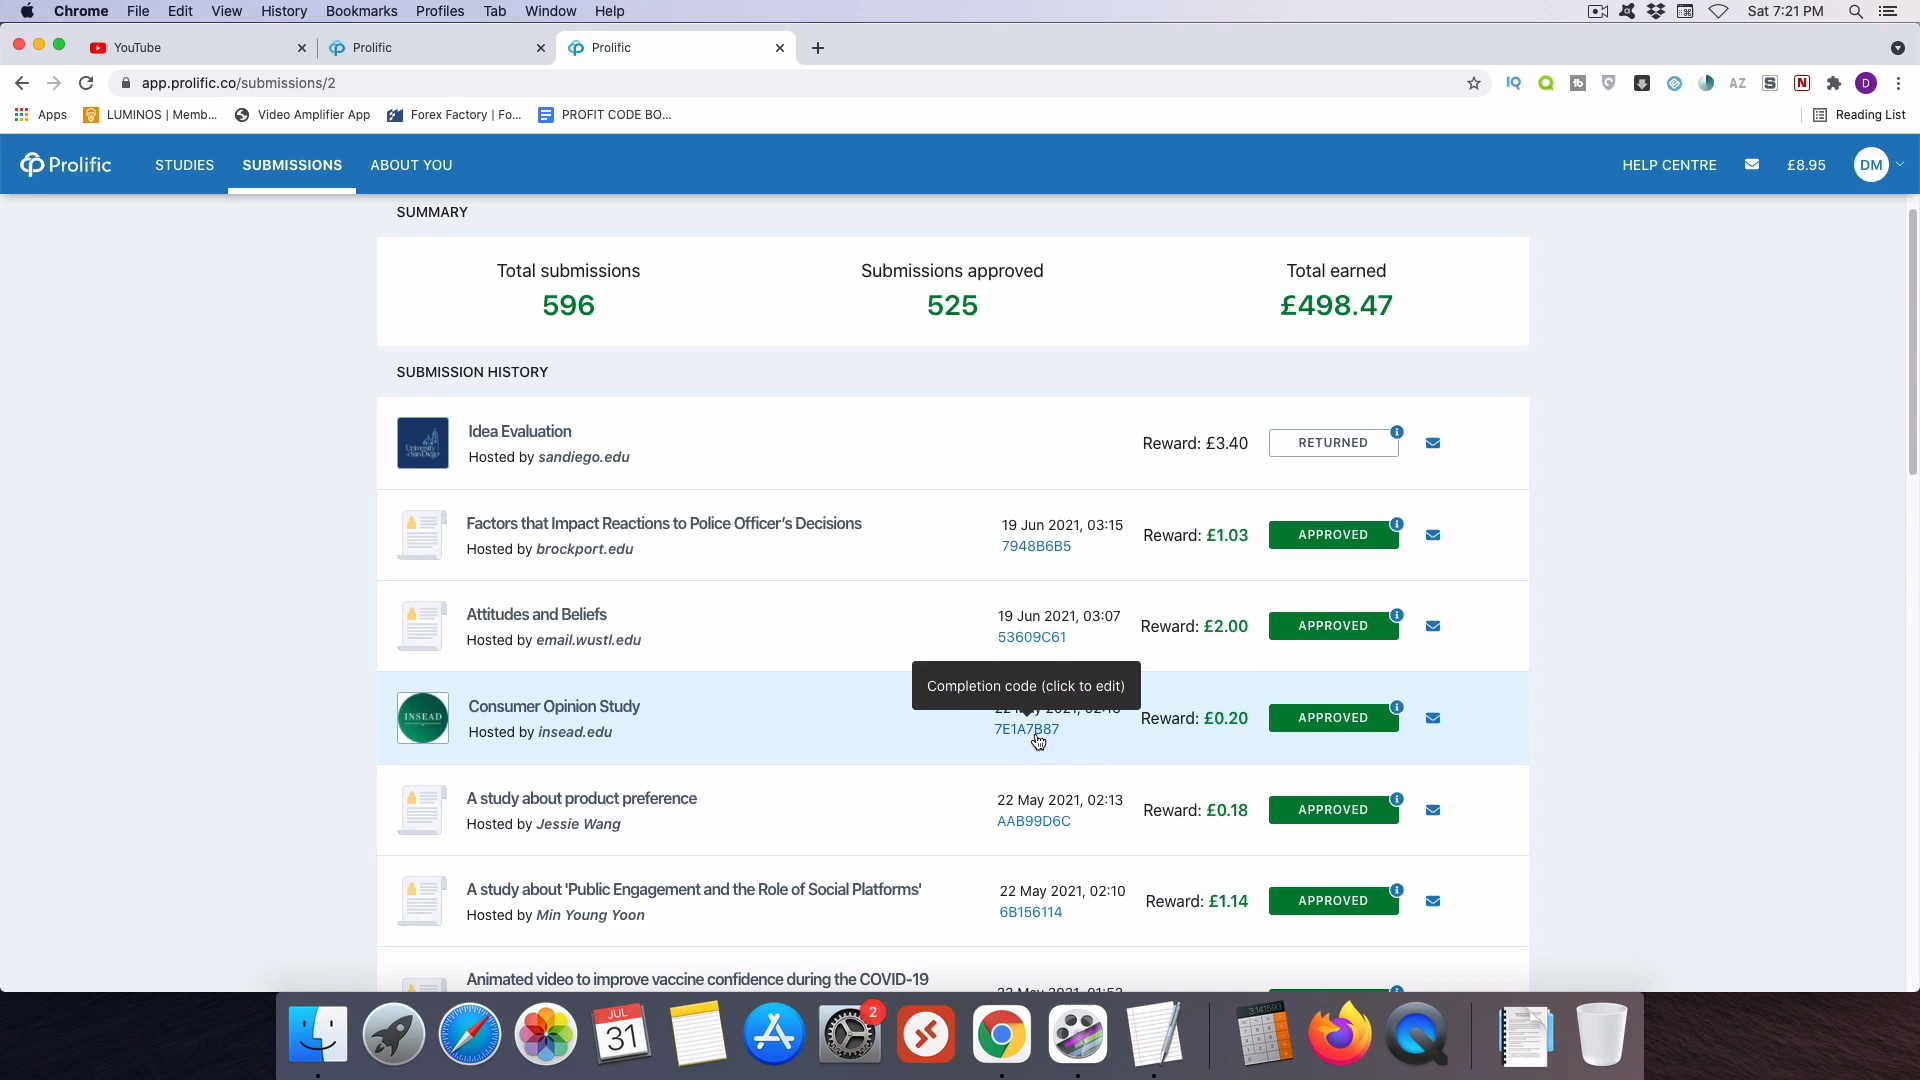 Chrome File Edit View History Bookmarks Profiles Tab Window Help Sat 7:21 PM
YouTube Prolific Prolific
app.prolific.co/submissions/2 AZ S N D
Apps LUMINOS | Memb... Video Amplifier App Forex Factory | Fo... PROFIT CODE BO... Reading List
Prolific STUDIES SUBMISSIONS ABOUT YOU HELP CENTRE £8.95 DM
SUMMARY
Total submissions Submissions approved Total earned
596 525 £498.47
SUBMISSION HISTORY
Idea Evaluation
Reward: £3.40 RETURNED
Hosted by sandiego.edu
Factors that Impact Reactions to Police Officer's Decisions 19 Jun 2021, 03:15
Reward: £1.03 APPROVED
Hosted by brockport.edu 7948B6B5
Attitudes and Beliefs 19 Jun 2021, 03:07
Reward: £2.00 APPROVED
Hosted by email.wustl.edu 53609C61
Completion code (click to edit)
Consumer Opinion Study
INSEAD Reward: £0.20 APPROVED
Hosted by insead.edu 7E1A7B87
A study about product preference 22 May 2021, 02:13
Reward: £0.18 APPROVED
Hosted by Jessie Wang AAB99D6C
A study about 'Public Engagement and the Role of Social Platforms' 22 May 2021, 02:10
Reward: £1.14 APPROVED
Hosted by Min Young Yoon 6B156114
Animated video to improve vaccine confidence during the COVID-19
JUL 31 2